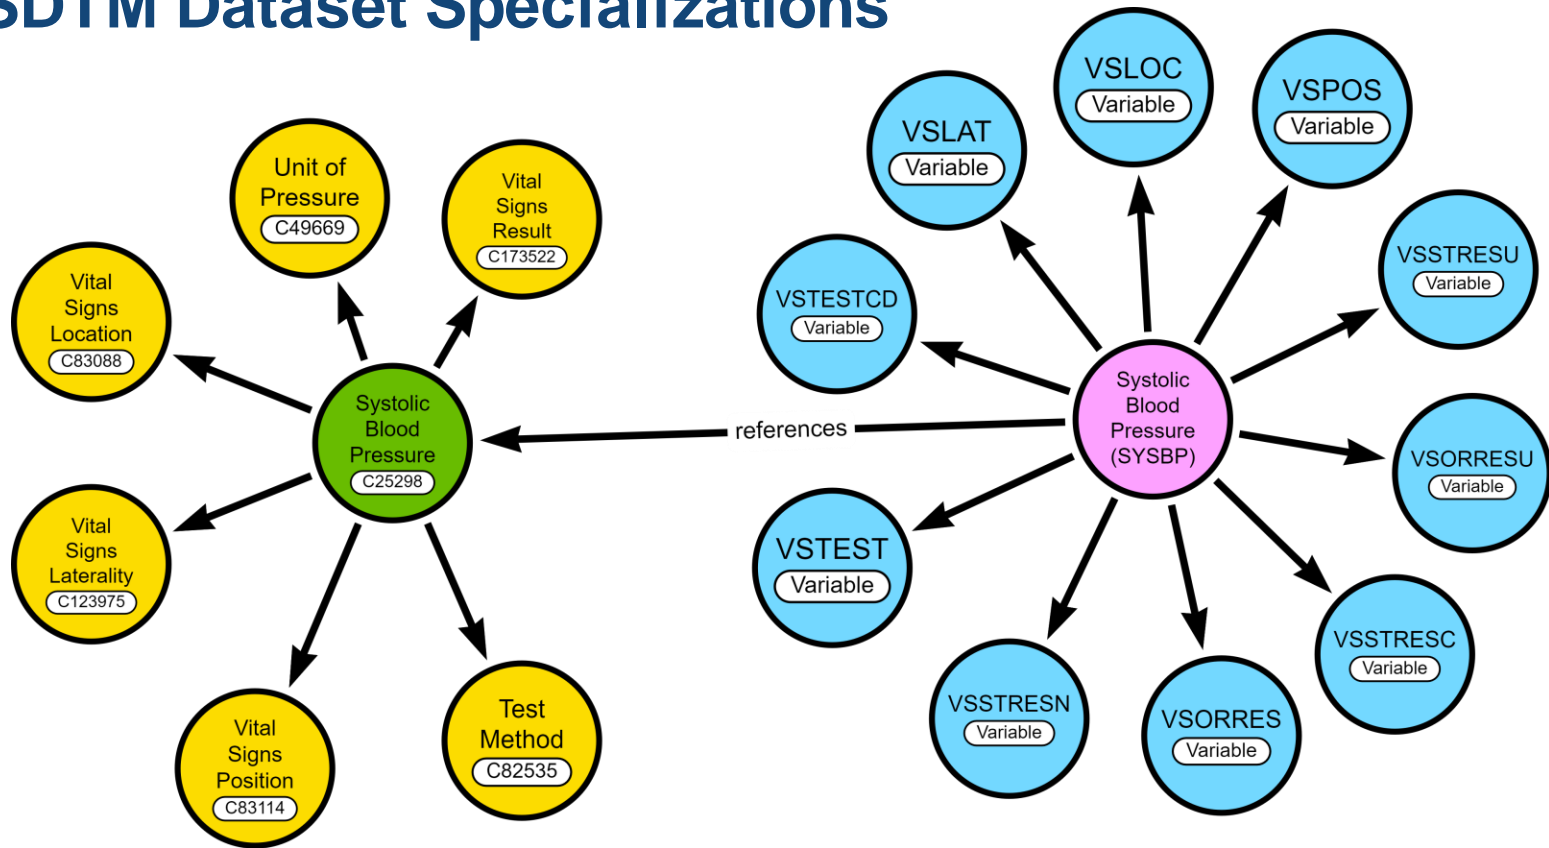 SDTM Dataset Specializations
Unit of
Pressure
C49669
Vital
Signs
Result
C173522
Vital
Signs
Location
C83088
Systolic
Blood
Pressure
C25298
Vital
Signs
Laterality
C123975
Vital
Signs
Position
C83114
Test
Method
C82535
references
VSLAT
Variable
VSLOC
Variable
VSPOS
Variable
VSTESTCD
Variable
VSSTRESU
Variable
Systolic
Blood
Pressure
(SYSBP)
VSORRESU
Variable
VSTEST
Variable
VSSTRESC
Variable
VSSTRESN
Variable
VSORRES
Variable